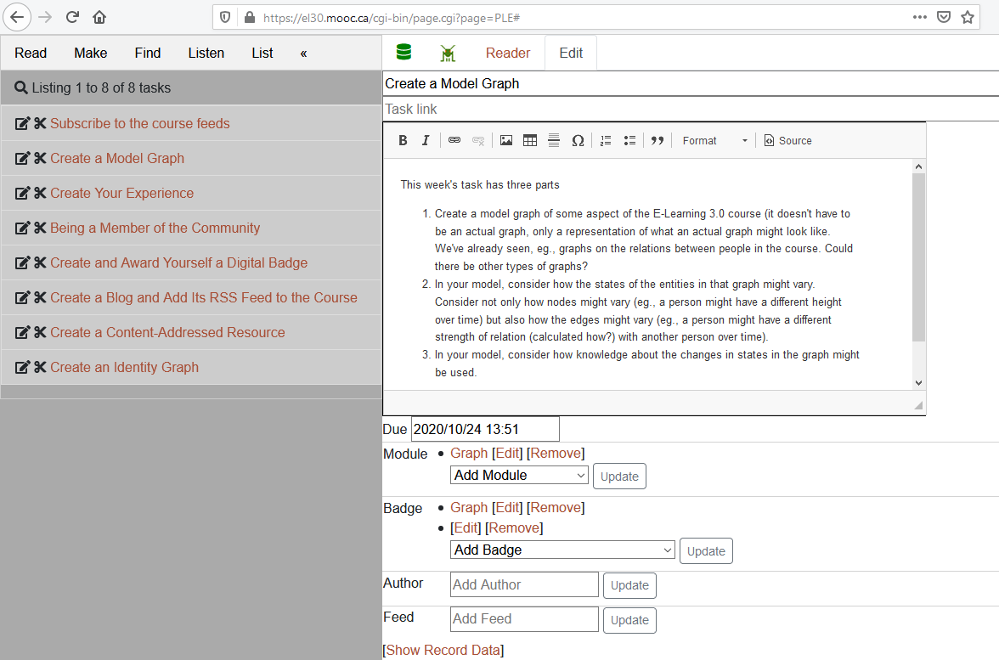 https://el30.mooc.ca/cgi-bin/page.cgi?page=PLE#
Read Make Find Listen List «
Listing 1 to 8 of 8 tasks
Subscribe to the course feeds
Create a Model Graph
Create Your Experience
Being a Member of the Community
Create and Award Yourself a Digital Badge
Create a Blog and Add Its RSS Feed to the Course
Create a Content-Addressed Resource
Create an Identity Graph
Reader Edit
Create a Model Graph
Task link
B I Ω Format Source
This week's task has three parts
1. Create a model graph of some aspect of the E-Learning 3.0 course (it doesn't have to
be an actual graph, only a representation of what an actual graph might look like.
We've already seen, eg., graphs on the relations between people in the course. Could
there be other types of graphs?
2. In your model, consider how the states of the entities in that graph might vary.
Consider not only how nodes might vary (eg., a person might have a different height
over time) but also how the edges might vary (eg., a person might have a different
strength of relation (calculated how?) with another person over time).
3. In your model, consider how knowledge about the changes in states in the graph might
be used.
Due 2020/10/24 13:51
Module • Graph [Edit] [Remove]
Add Module Update
Badge • Graph [Edit] [Remove]
• [Edit] [Remove]
Add Badge Update
Author Add Author Update
Feed Add Feed Update
[Show Record Data]